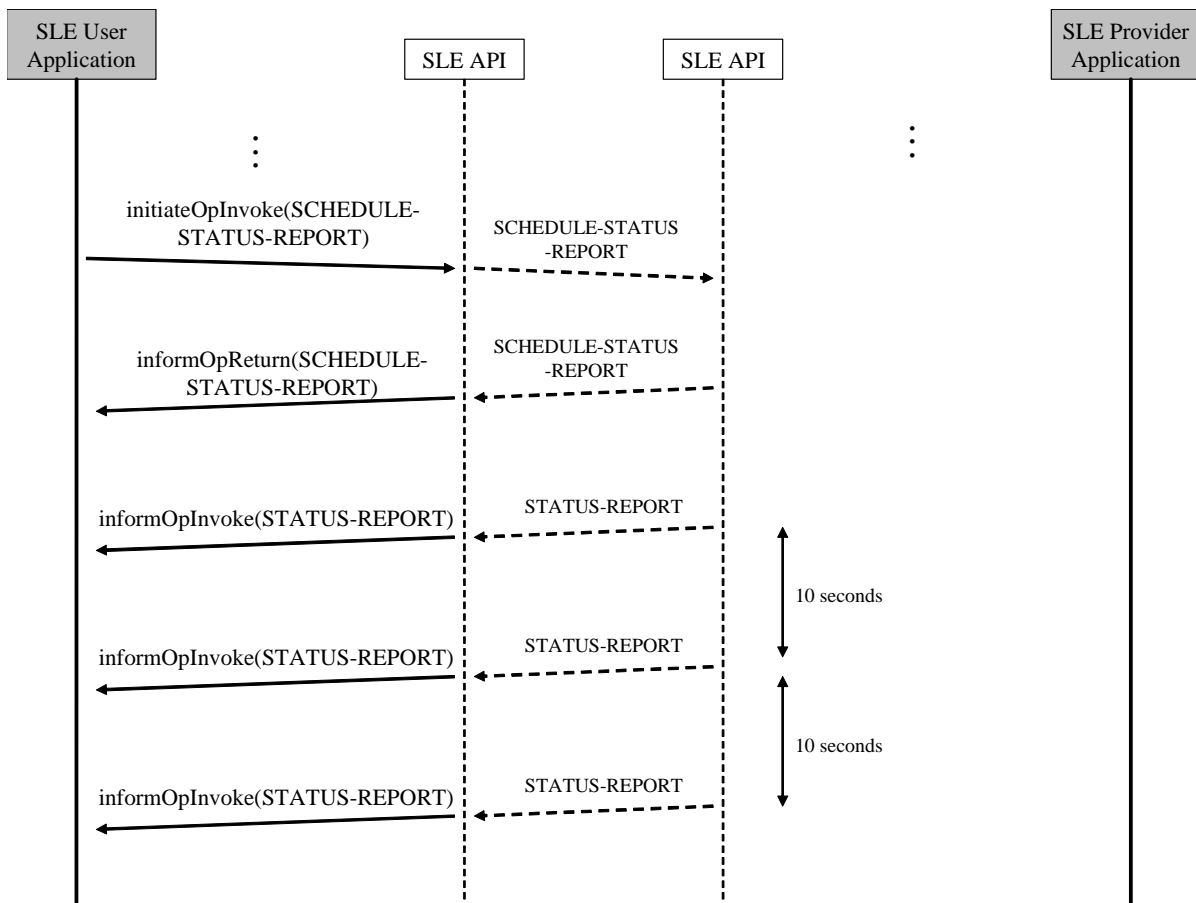 SLE User
Application
SLE API
SLE API
SLE Provider
Application
initiateOpInvoke(SCHEDULE-
STATUS-REPORT)
SCHEDULE-STATUS
-REPORT
informOpReturn(SCHEDULE-
STATUS-REPORT)
SCHEDULE-STATUS
-REPORT
informOpInvoke(STATUS-REPORT)
STATUS-REPORT
10 seconds
informOpInvoke(STATUS-REPORT)
STATUS-REPORT
10 seconds
informOpInvoke(STATUS-REPORT)
STATUS-REPORT